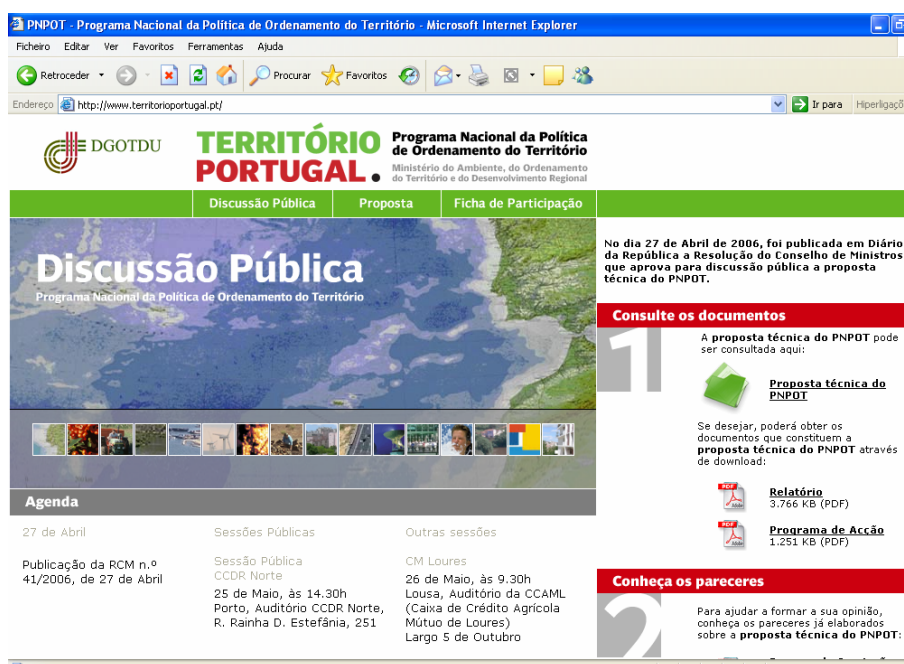 PNPOT - Programa Nacional da Política de Ordenamento do Território - Microsoft Internet Explorer
Ficheiro Editar Ver Favoritos Ferramentas Ajuda
Retroceder Procurar Favoritos
Endereço http://www.territorioportugal.pt/ Ir para
DGOTDU
TERRITÓRIO
PORTUGAL.
Programa Nacional da Política
de Ordenamento do Território
Ministério do Ambiente, do Ordenamento
do Território e do Desenvolvimento Regional
Discussão Pública Proposta Ficha de Participação
Discussão Pública
Programa Nacional da Política de Ordenamento do Território
No dia 27 de Abril de 2006, foi publicada em Diário
da República a Resolução do Conselho de Ministros
que aprova para discussão pública a proposta
técnica do PNPOT.
Consulte os documentos
1
A proposta técnica do PNPOT pode
ser consultada aqui:
Proposta técnica do
PNPOT
Se desejar, poderá obter os
documentos que constituem a
proposta técnica do PNPOT através
de download:
PDF
Relatório
3.766 KB (PDF)
PDF
Programa de Acção
1.251 KB (PDF)
Conheça os pareceres
2
Para ajudar a formar a sua opinião,
conheça os pareceres já elaborados
sobre a proposta técnica do PNPOT:
Agenda
27 de Abril
Publicação da RCM n.º
41/2006, de 27 de Abril
Sessões Públicas
Sessão Pública
CCDR Norte
25 de Maio, às 14.30h
Porto, Auditório CCDR Norte,
R. Rainha D. Estefânia, 251
Outras sessões
CM Loures
26 de Maio, às 9.30h
Lousa, Auditório da CCAML
(Caixa de Crédito Agrícola
Mútuo de Loures)
Largo 5 de Outubro